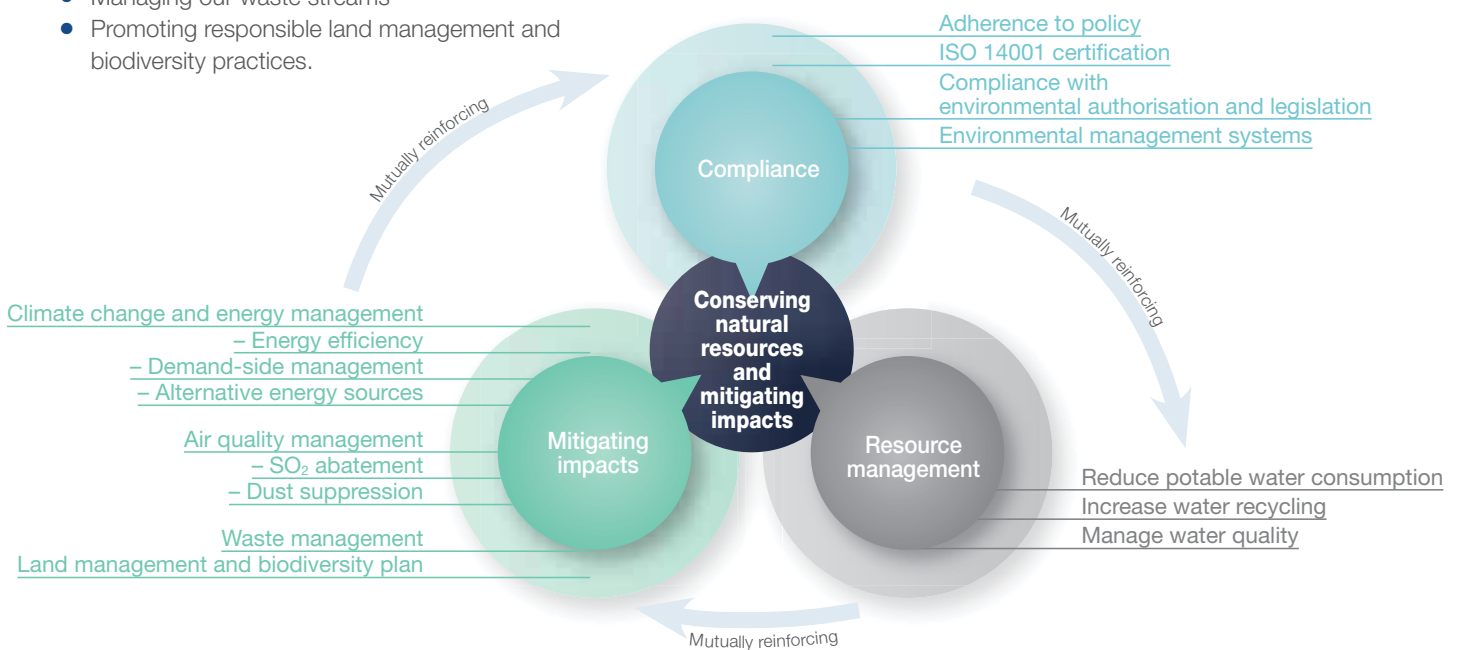 Managing our waste streams
• Promoting responsible land management and
biodiversity practices.
Adherence to policy
ISO 14001 certification
Compliance with
environmental authorisation and legislation
Environmental management systems
Mutually reinforcing
Compliance
Mutually reinforcing
Conserving
natural
resources
and
mitigating
impacts
Climate change and energy management
– Energy efficiency
– Demand-side management
– Alternative energy sources
Air quality management
– SO₂ abatement
– Dust suppression
Waste management
Land management and biodiversity plan
Mitigating
impacts
Resource
management
Reduce potable water consumption
Increase water recycling
Manage water quality
Mutually reinforcing